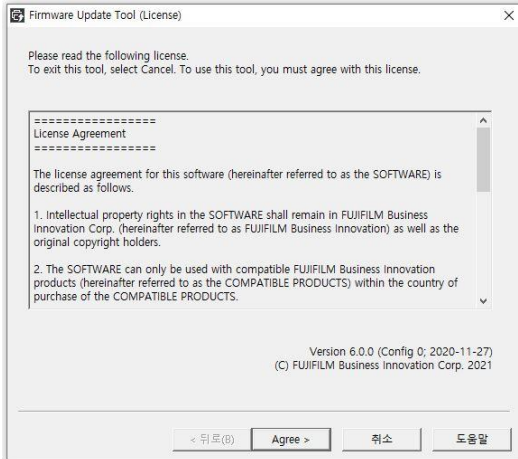 Firmware Update Tool (License)
Please read the following license.
To exit this tool, select Cancel. To use this tool, you must agree with this license.
=================
License Agreement
=================
The license agreement for this software (hereinafter referred to as the SOFTWARE) is
described as follows.
1. Intellectual property rights in the SOFTWARE shall remain in FUJIFILM Business
Innovation Corp. (hereinafter referred to as FUJIFILM Business Innovation) as well as the
original copyright holders.
2. The SOFTWARE can only be used with compatible FUJIFILM Business Innovation
products (hereinafter referred to as the COMPATIBLE PRODUCTS) within the country of
purchase of the COMPATIBLE PRODUCTS.
Version 6.0.0 (Config 0; 2020-11-27)
(C) FUJIFILM Business Innovation Corp. 2021
< 뒤로(B) Agree > 취소 도움말